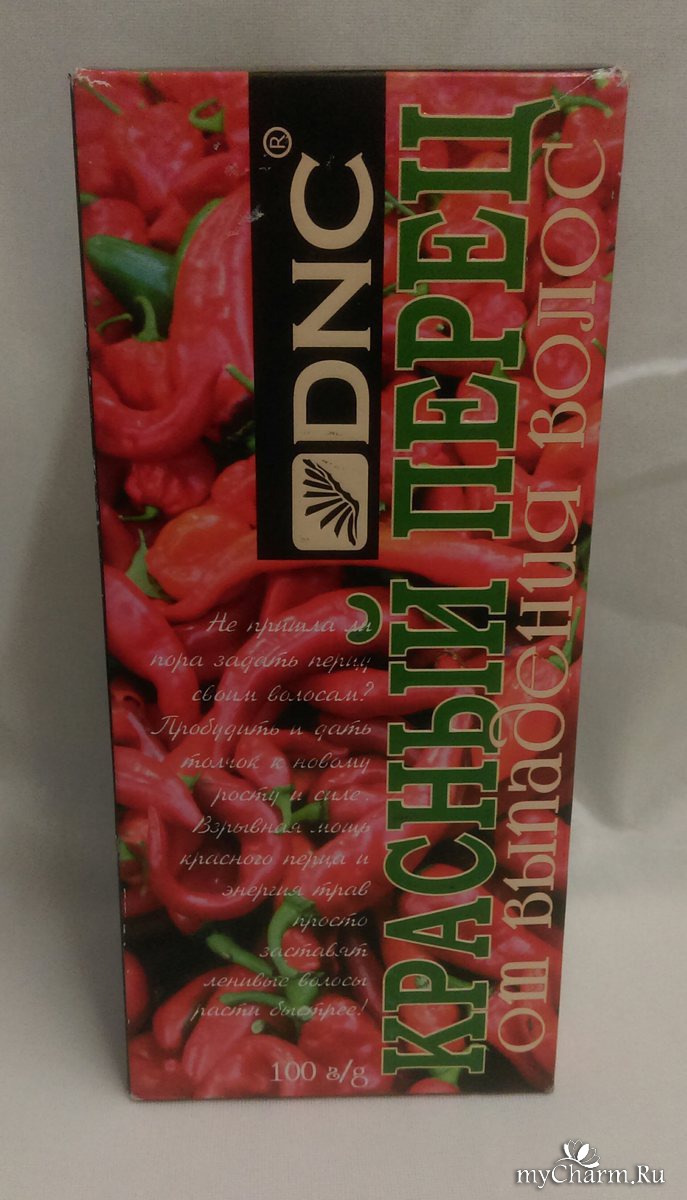 DNC®
КРАСНЫЙ ПЕРЕЦ
от выпадения волос
Не пришла ли
пора задать перцу
своим волосам?
Пробудить и дать
толчок к новому
росту и силе.
Взрывная мощь
красного перца и
энергия трав
просто
заставят
ленивые волосы
расти быстрее!
100 г/g
myCharm.Ru